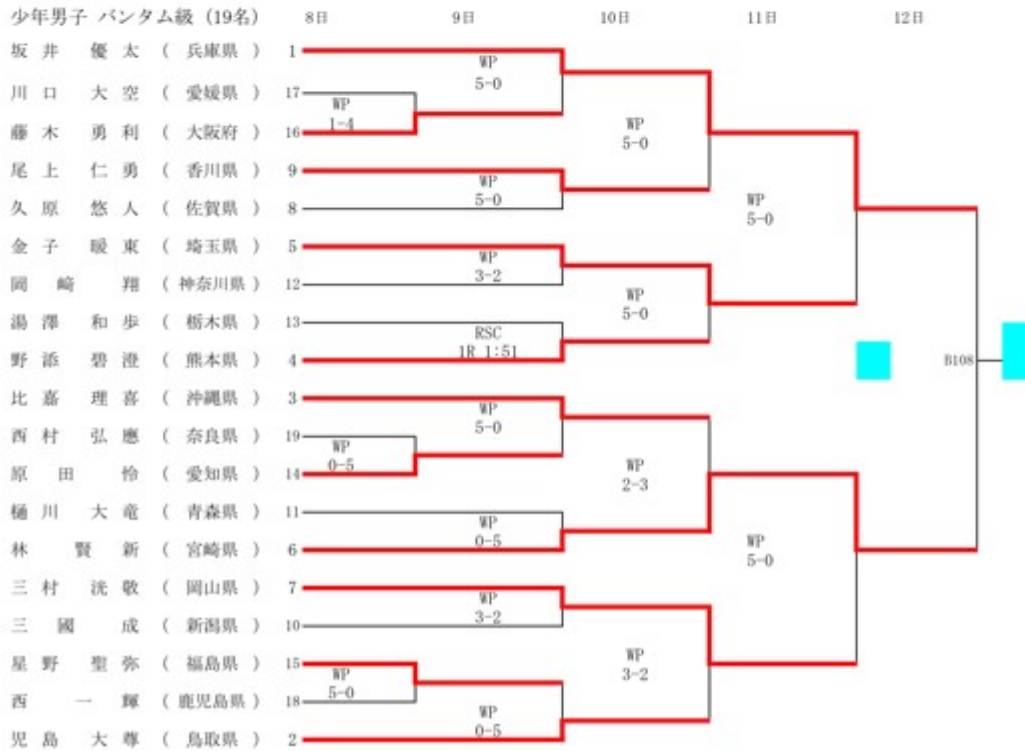 少年男子 バンタム級 (19名) 8日 9日 10日 11日 12日
坂井 優太 ( 兵庫県 ) 1
WP
5-0
川口 大空 ( 愛媛県 ) 17
WP
1-4
藤木 勇利 ( 大阪府 ) 16
WP
5-0
尾上 仁勇 ( 香川県 ) 9
WP
5-0
久原 悠人 ( 佐賀県 ) 8
WP
5-0
金子 暖東 ( 埼玉県 ) 5
WP
3-2
岡崎 翔 ( 神奈川県 ) 12
WP
5-0
湯澤 和歩 ( 栃木県 ) 13
RSC
1R 1:51
野添 碧澄 ( 熊本県 ) 4
B108
比嘉 理喜 ( 沖縄県 ) 3
WP
5-0
西村 弘應 ( 奈良県 ) 19
WP
0-5
原田 怜 ( 愛知県 ) 14
WP
2-3
樋川 大竜 ( 青森県 ) 11
WP
0-5
林 賢新 ( 宮崎県 ) 6
WP
5-0
三村 洸敬 ( 岡山県 ) 7
WP
3-2
三國 成 ( 新潟県 ) 10
星野 聖弥 ( 福島県 ) 15
WP
5-0
WP
3-2
西 一輝 ( 鹿児島県 ) 18
WP
0-5
児島 大尊 ( 鳥取県 ) 2